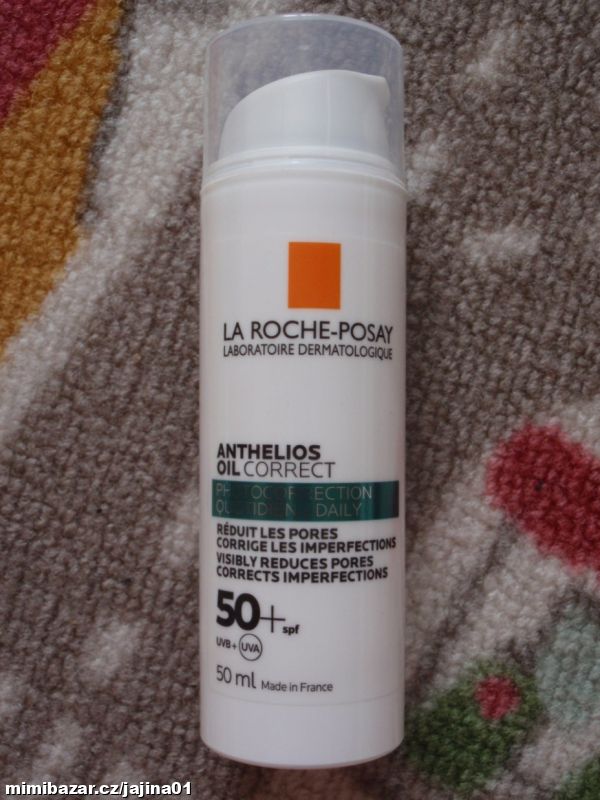 LA ROCHE-POSAY
LABORATOIRE DERMATOLOGIQUE
ANTHELIOS
OIL CORRECT
PHOTOCORRECTION
QUOTIDIENNE DAILY
RÉDUIT LES PORES
CORRIGE LES IMPERFECTIONS
VISIBLY REDUCES PORES
CORRECTS IMPERFECTIONS
50+ spf
UVB + UVA
50 ml Made in France
mimibazar.cz/jajina01